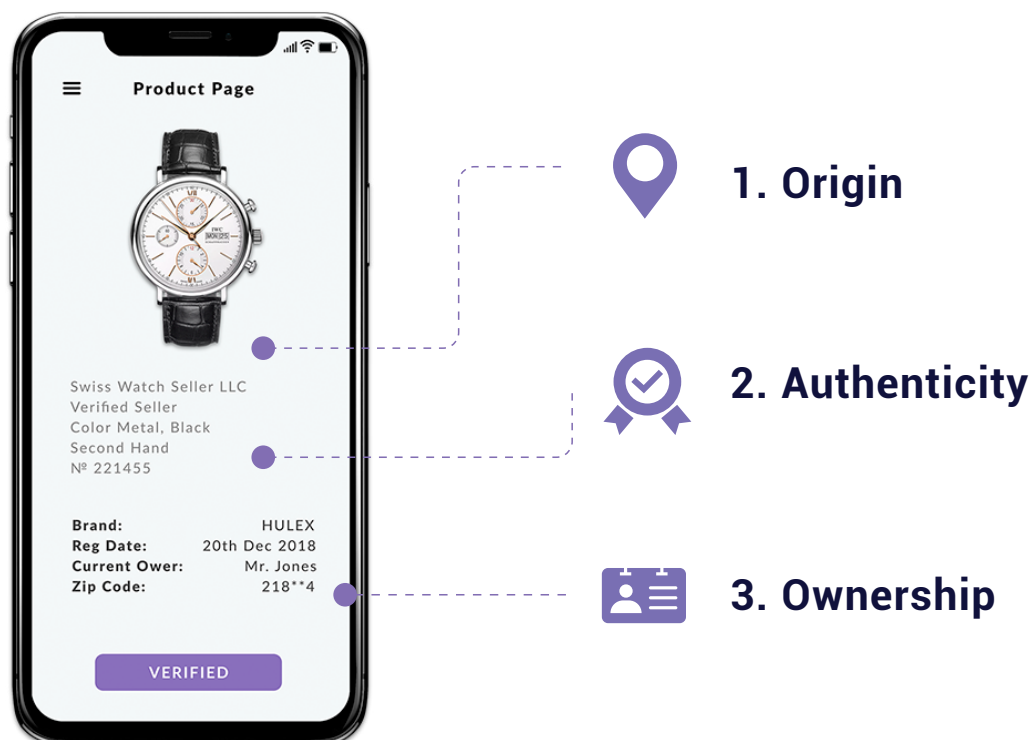 Product Page
IWC
Swiss Watch Seller LLC
Verified Seller
Color Metal, Black
Second Hand
Nº 221455
Brand: HULEX
Reg Date: 20th Dec 2018
Current Ower: Mr. Jones
Zip Code: 218**4
VERIFIED
1. Origin
2. Authenticity
3. Ownership